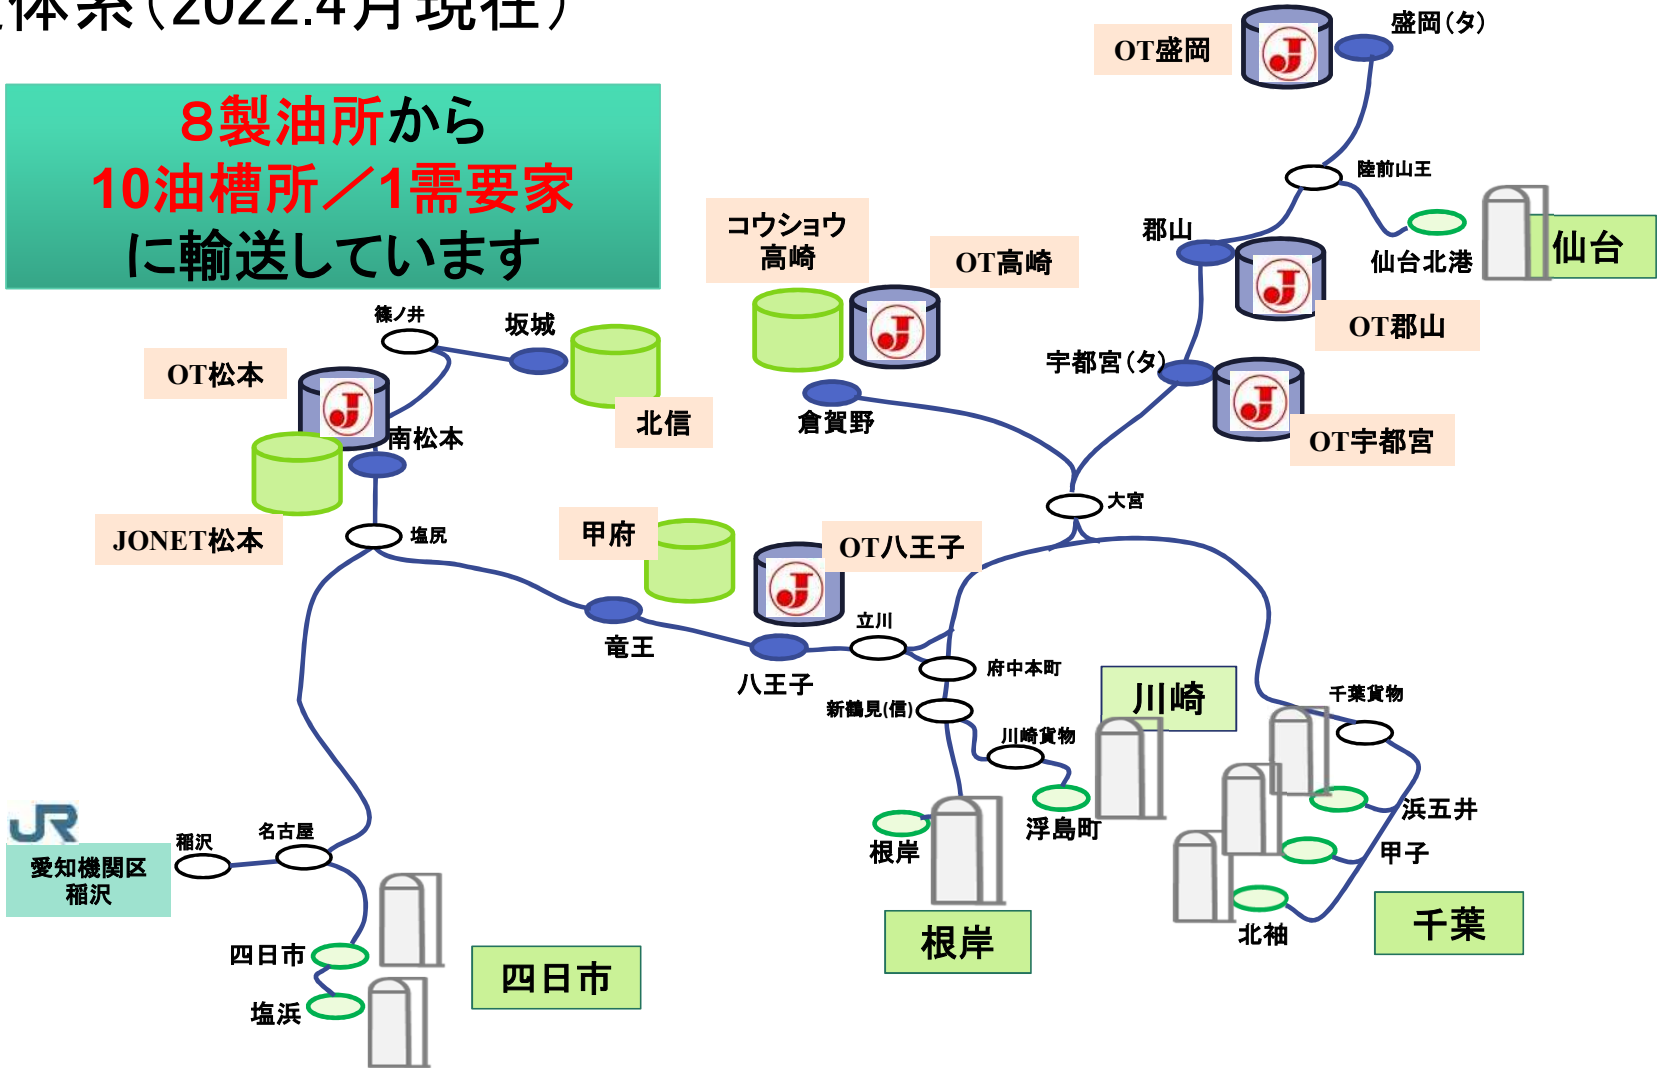 体系（2022.4月現在）
８製油所から
10油槽所／1需要家
に輸送しています
OT盛岡
盛岡（タ）
陸前山王
仙台北港
仙台
郡山
OT郡山
コウショウ
高崎
OT高崎
倉賀野
宇都宮（タ）
OT宇都宮
篠ノ井
坂城
北信
OT松本
南松本
JONET松本
塩尻
甲府
OT八王子
大宮
竜王
八王子
立川
府中本町
新鶴見(信)
川崎貨物
川崎
浮島町
根岸
根岸
千葉貨物
浜五井
甲子
北袖
千葉
JR
愛知機関区
稲沢
稲沢
名古屋
四日市
塩浜
四日市
J
J
J
J
J
J